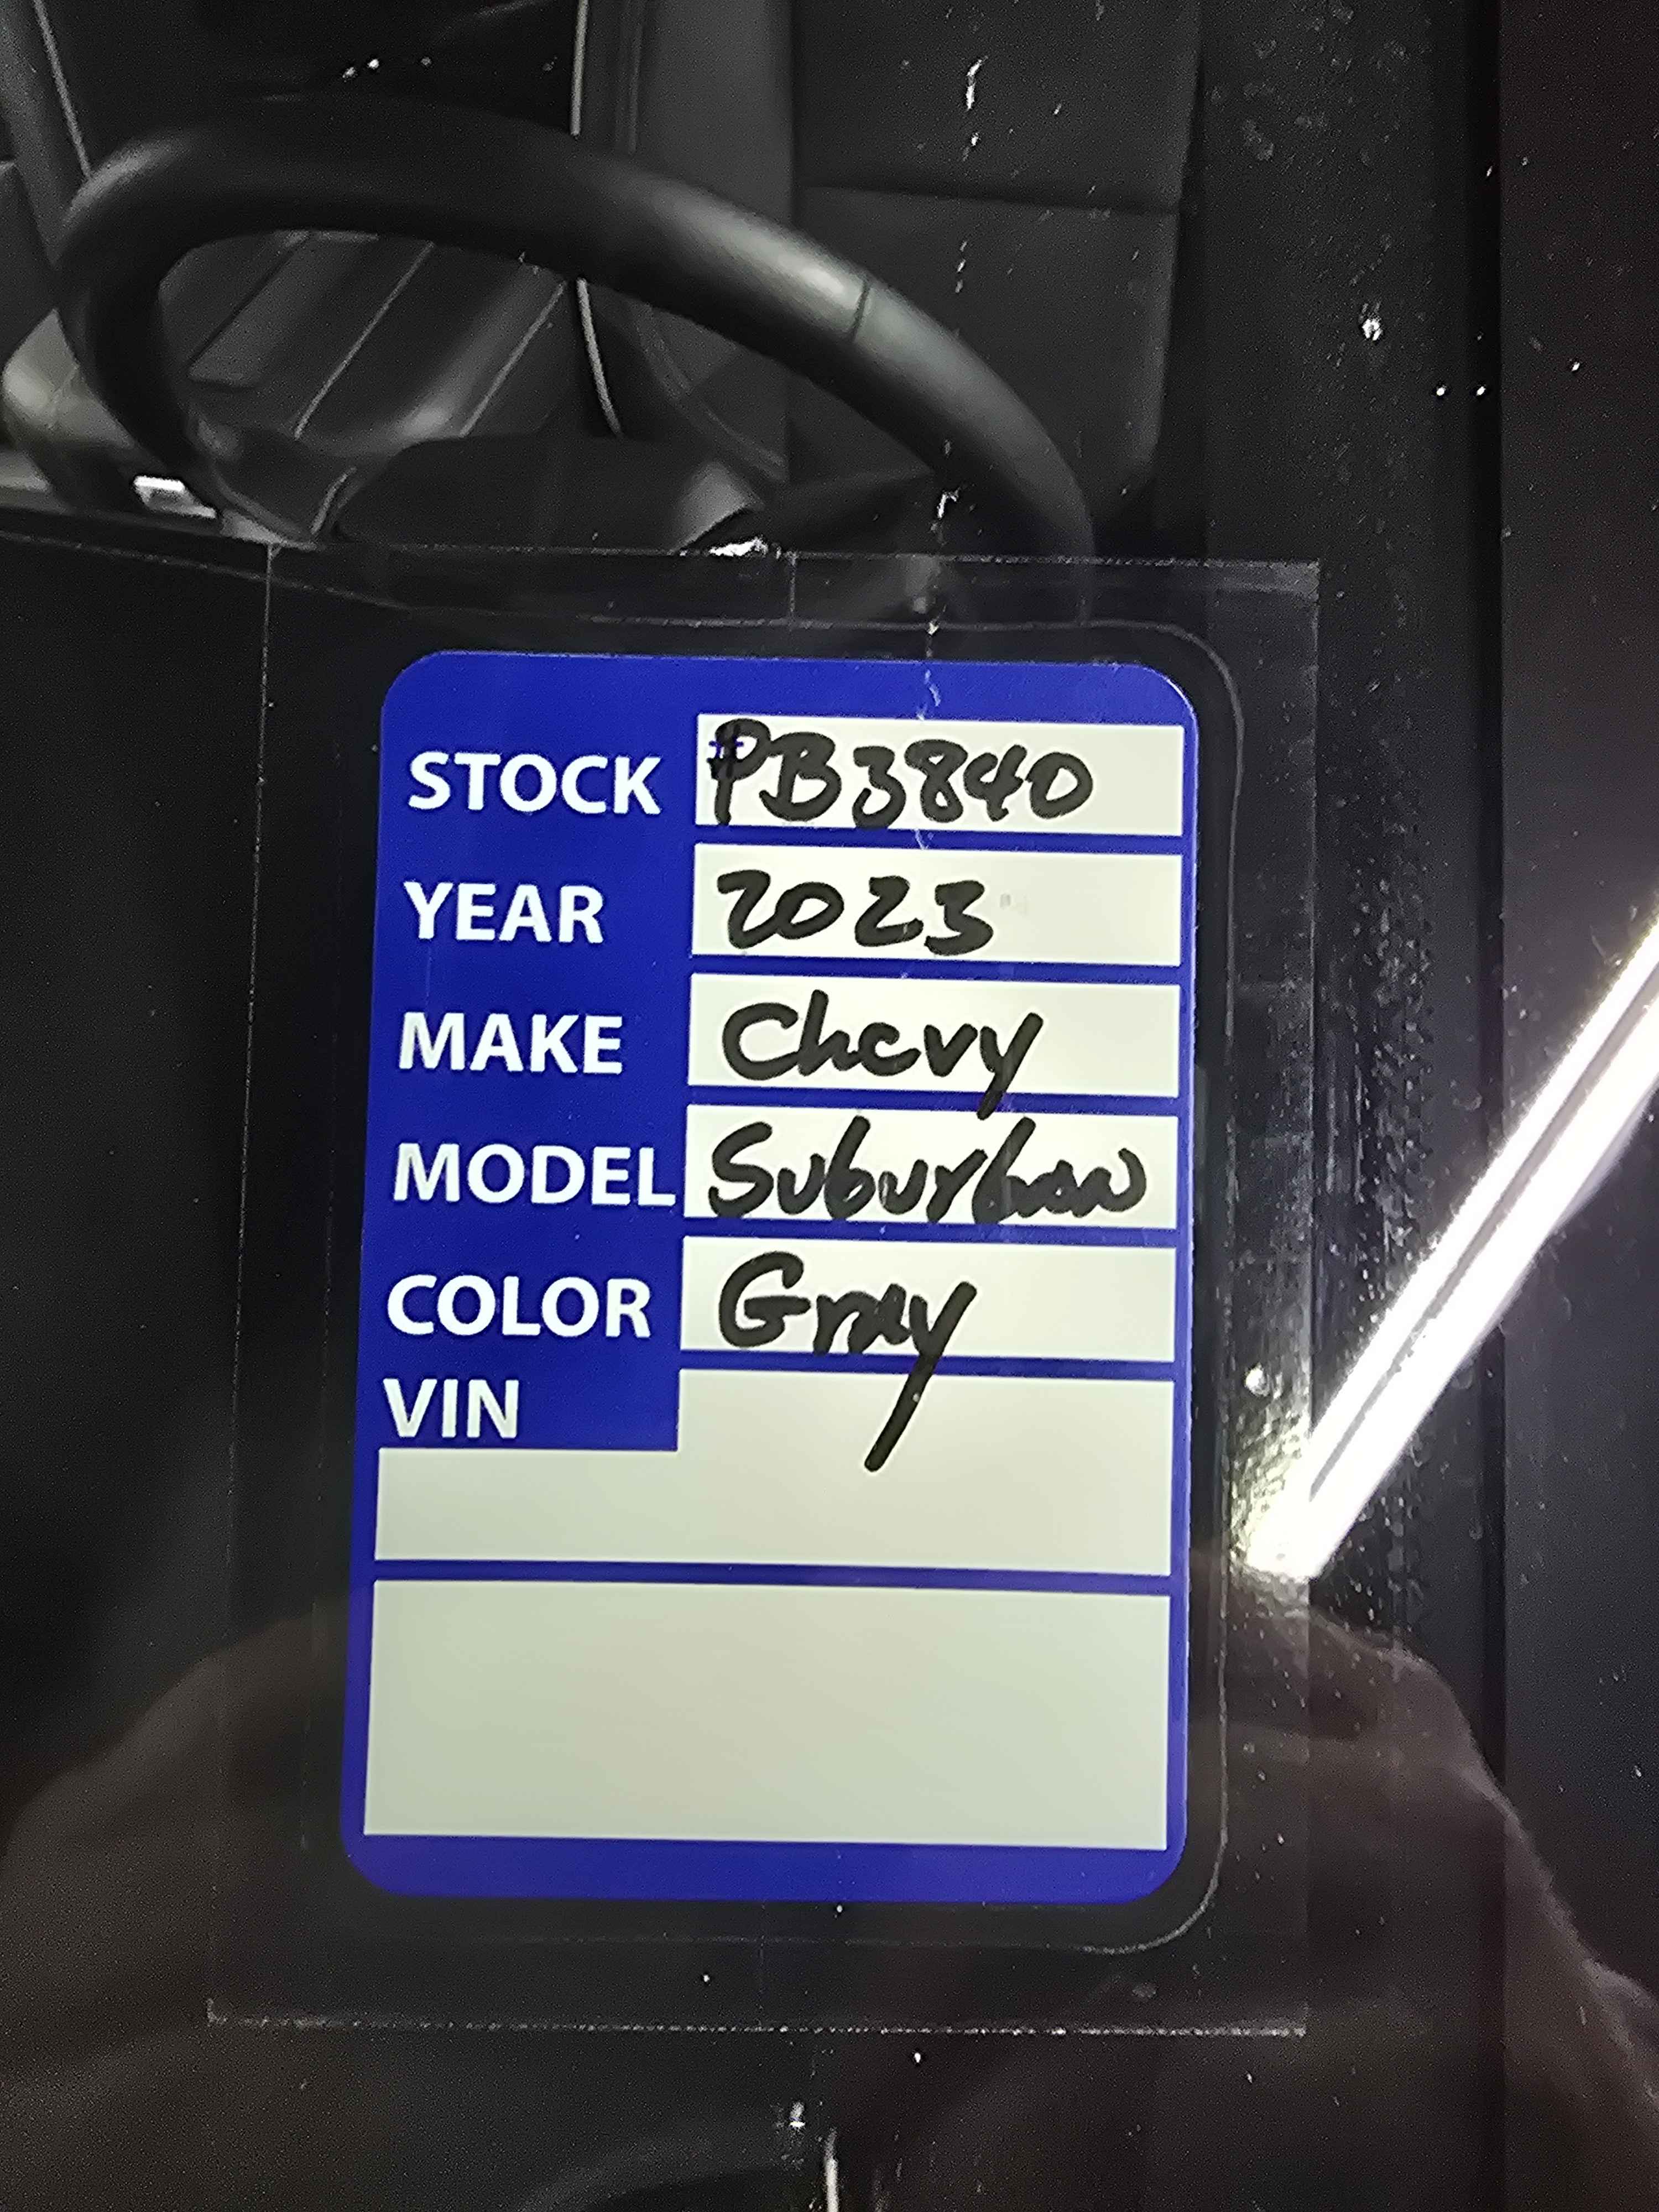 STOCK #PB3840
YEAR 2023
MAKE Chevy
MODEL Suburban
COLOR Gray
VIN